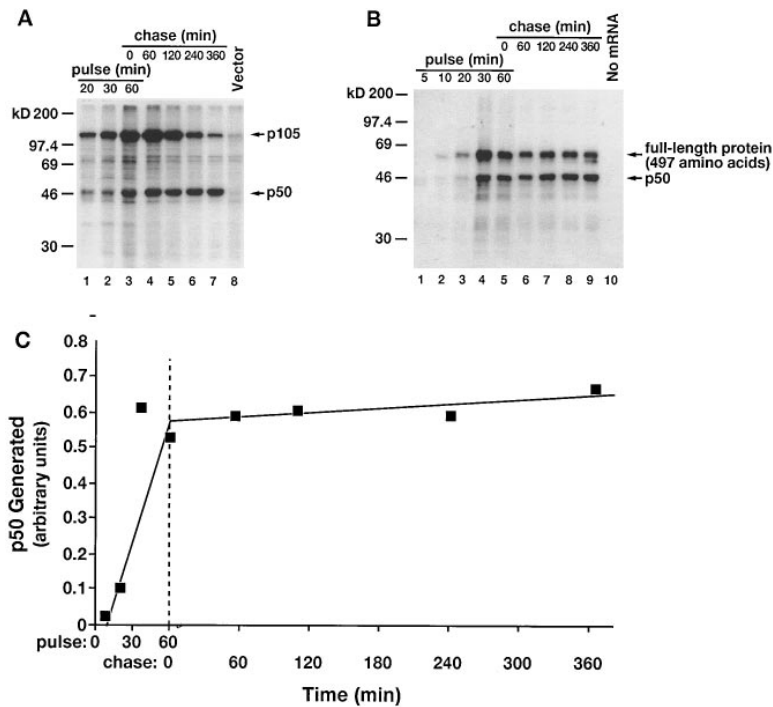 A
chase (min)
0 60 120 240 360
pulse (min)
20 30 60
Vector
kD 200
97.4
69
46
30
p105
p50
1 2 3 4 5 6 7 8
B
chase (min)
0 60 120 240 360
pulse (min)
5 10 20 30 60
No mRNA
kD 200
97.4
69
46
30
full-length protein
(497 amino acids)
p50
1 2 3 4 5 6 7 8 9 10
C
p50 Generated
(arbitrary units)
0.8
0.7
0.6
0.5
0.4
0.3
0.2
0.1
0
pulse: 0 30 60
chase: 0 60 120 180 240 300 360
Time (min)